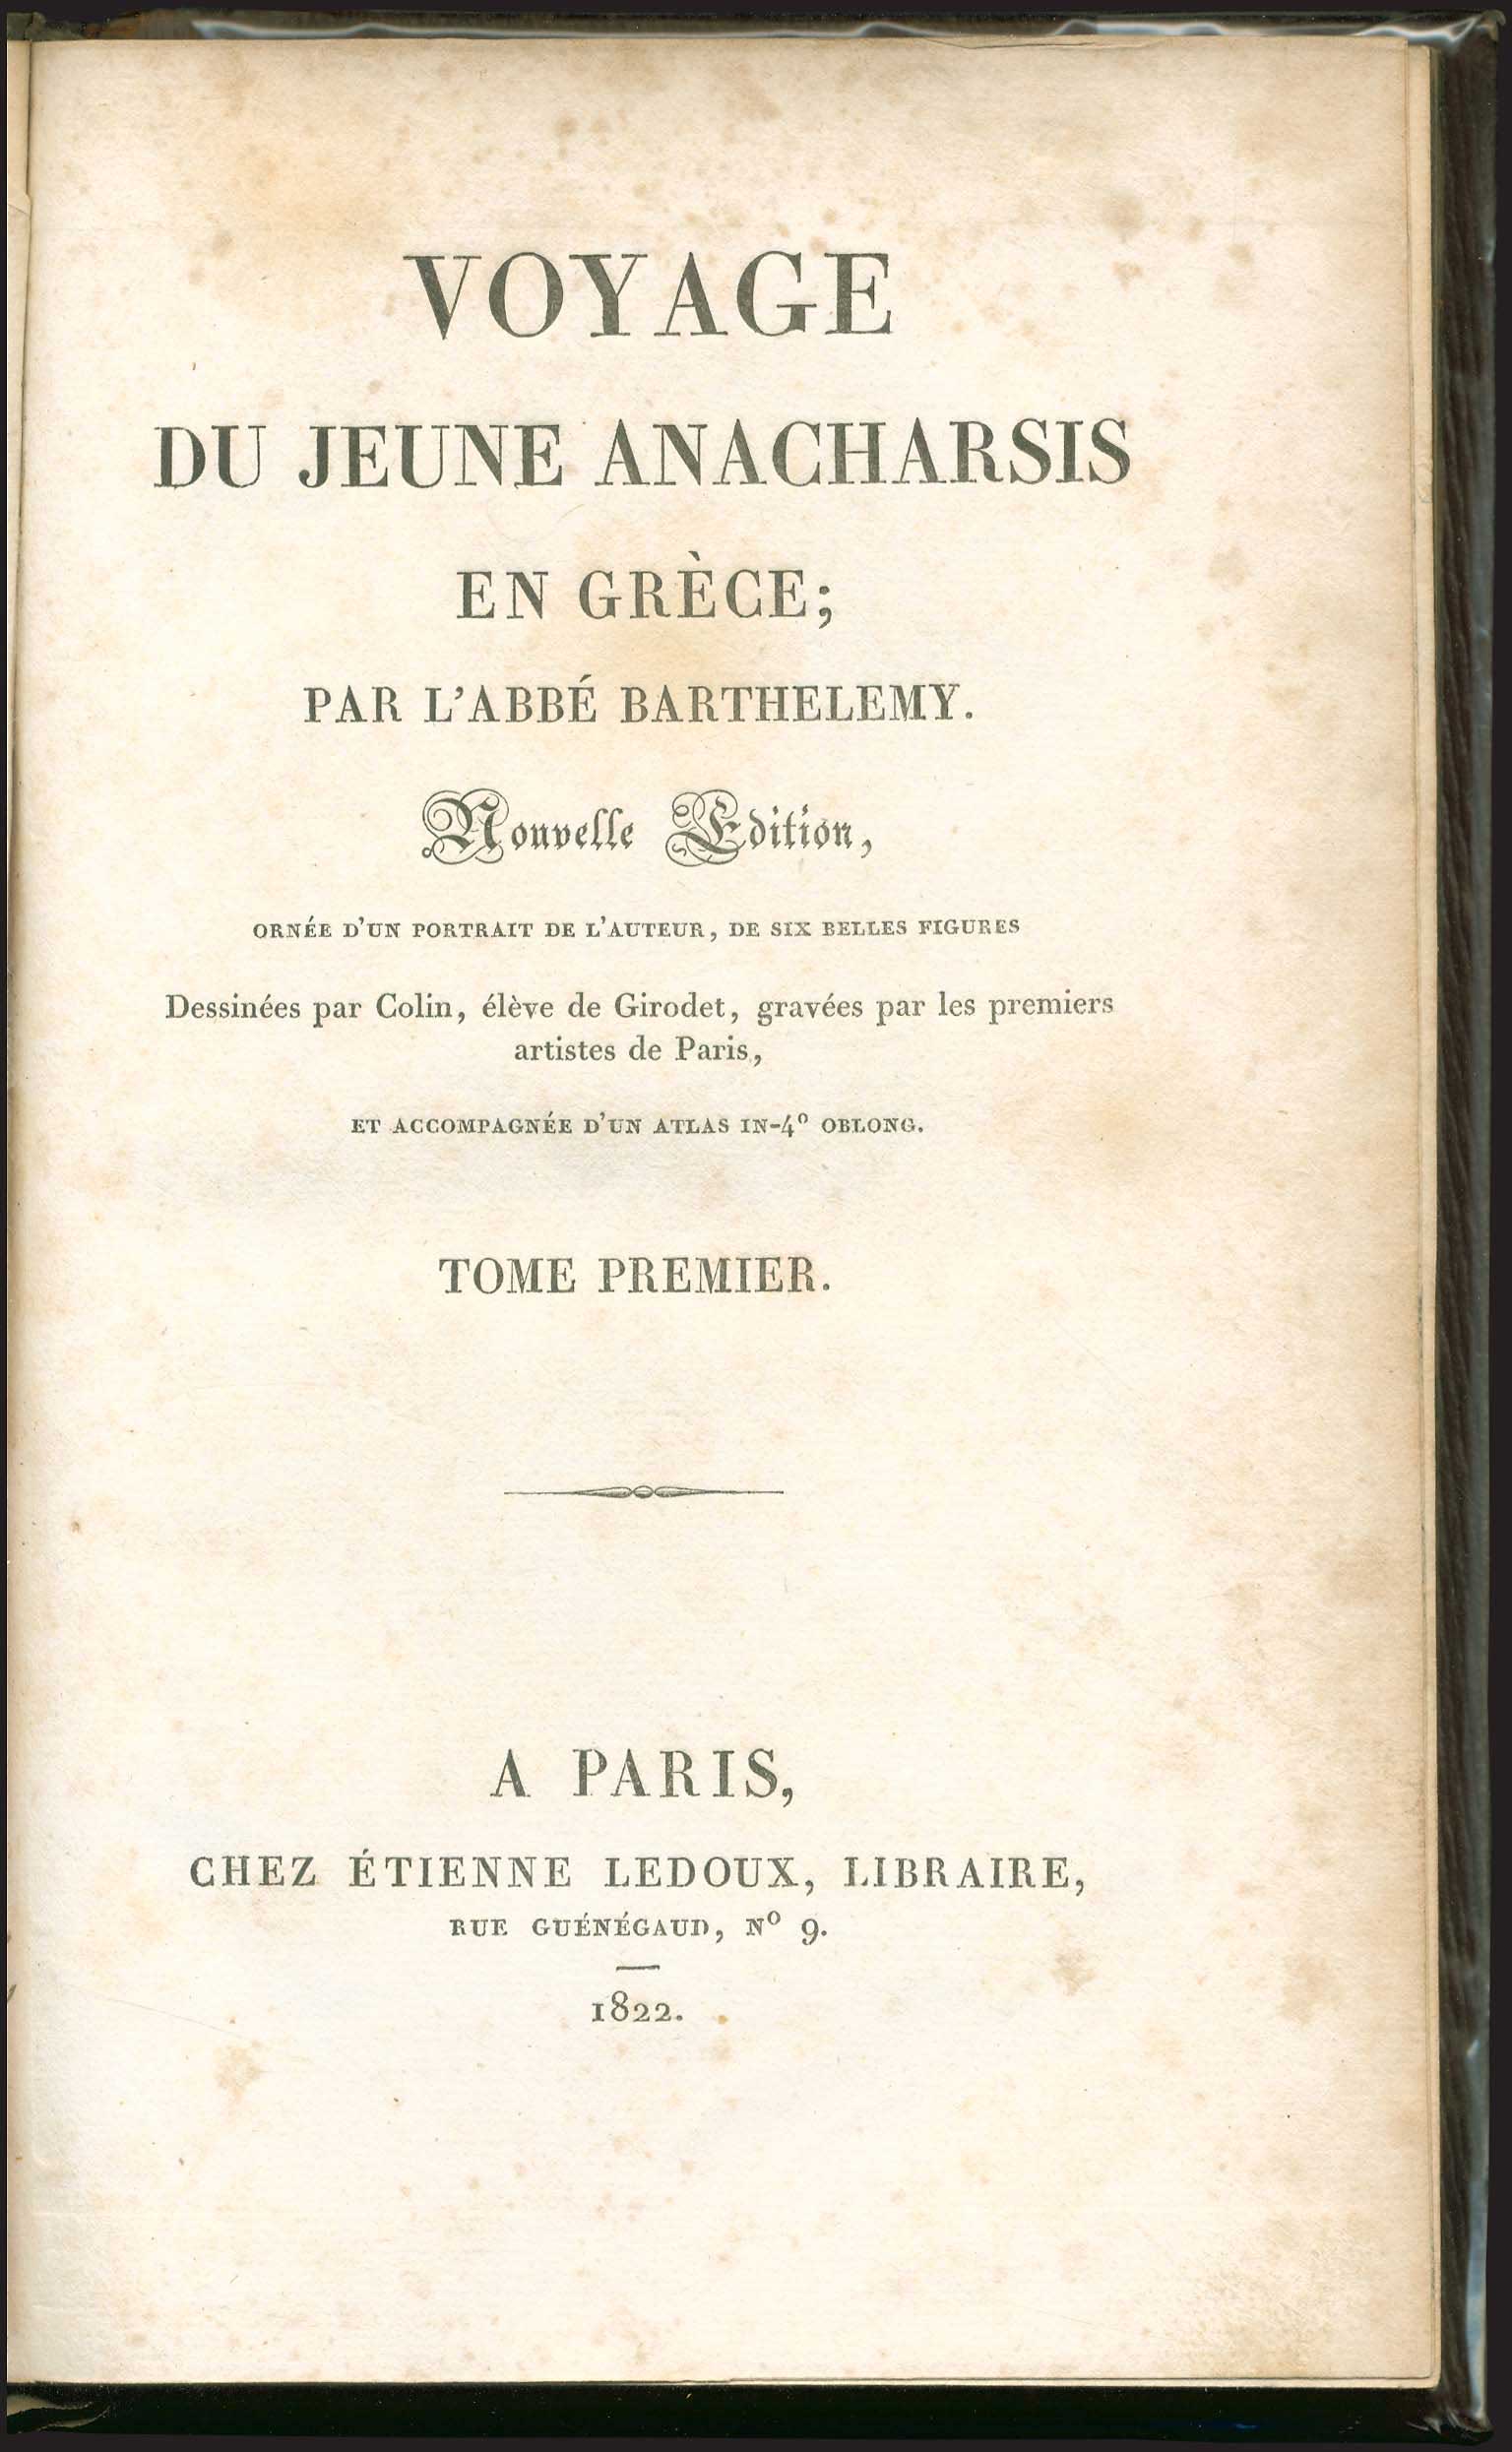 VOYAGE
DU JEUNE ANACHARSIS
EN GRÈCE;
PAR L'ABBÉ BARTHELEMY.
Nouvelle Edition,
ORNÉE D'UN PORTRAIT DE L'AUTEUR, DE SIX BELLES FIGURES
Dessinées par Colin, élève de Girodet, gravées par les premiers
artistes de Paris,
ET ACCOMPAGNÉE D'UN ATLAS IN-4º OBLONG.
TOME PREMIER.
A PARIS,
CHEZ ÉTIENNE LEDOUX, LIBRAIRE,
RUE GUÉNÉGAUD, Nº 9.
1822.